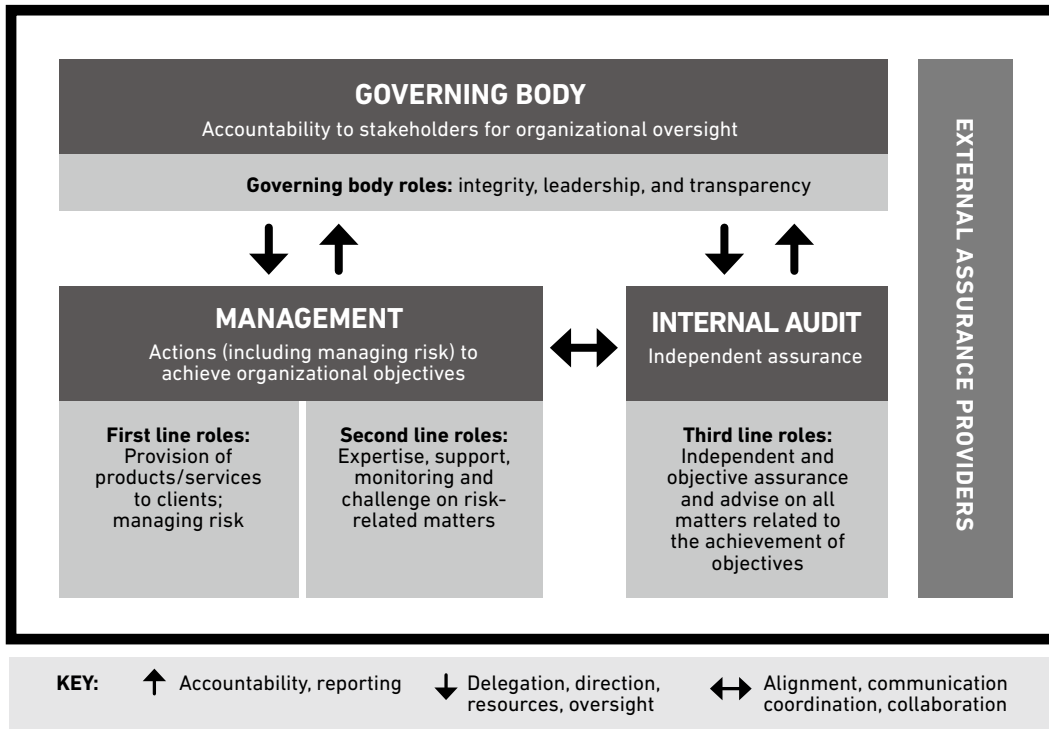 GOVERNING BODY
Accountability to stakeholders for organizational oversight
Governing body roles: integrity, leadership, and transparency
MANAGEMENT
Actions (including managing risk) to
achieve organizational objectives
First line roles:
Provision of
products/services
to clients;
managing risk
Second line roles:
Expertise, support,
monitoring and
challenge on risk-
related matters
INTERNAL AUDIT
Independent assurance
Third line roles:
Independent and
objective assurance
and advise on all
matters related to
the achievement of
objectives
EXTERNAL ASSURANCE PROVIDERS
KEY:
Accountability, reporting
Delegation, direction,
resources, oversight
Alignment, communication
coordination, collaboration